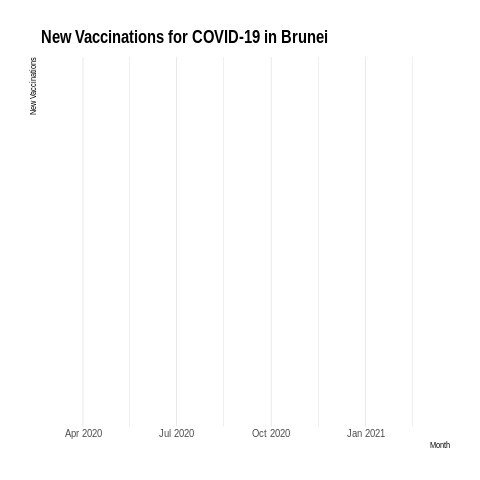 New Vaccinations for COVID-19 in Brunei
New Vaccinations
Apr 2020
Jul 2020
Oct 2020
Jan 2021
Month